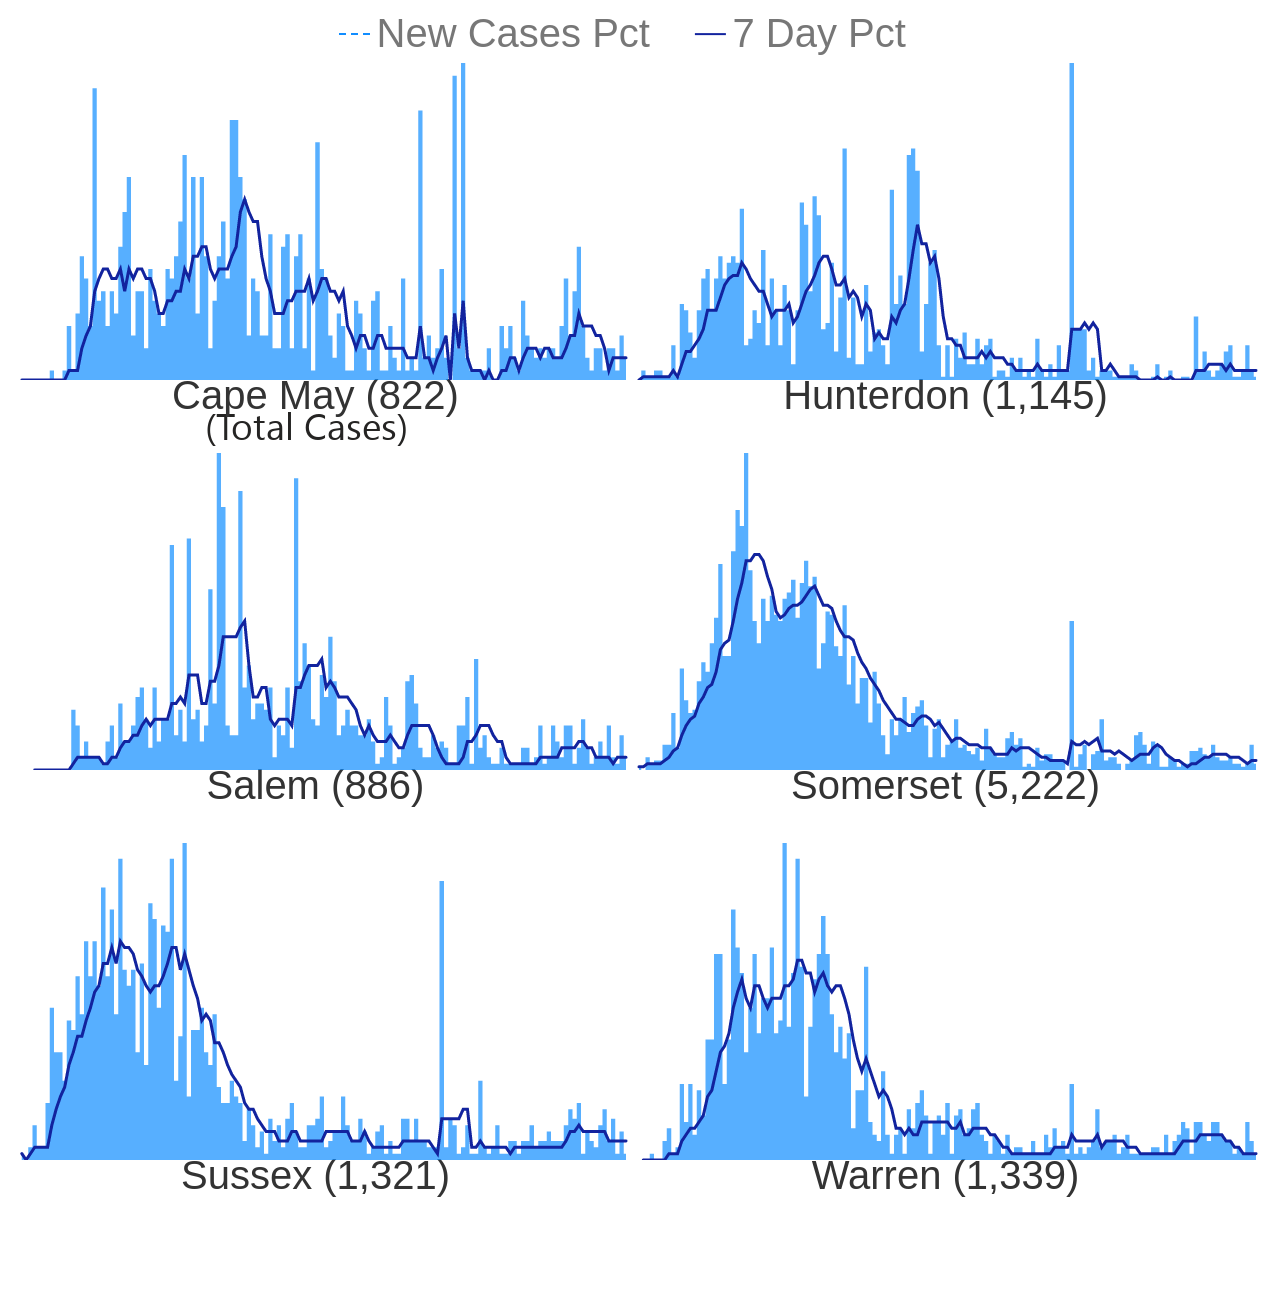 New Cases Pct 7 Day Pct
Cape May (822) Hunterdon (1,145)
(Total Cases)
Salem (886) Somerset (5,222)
Sussex (1,321) Warren (1,339)